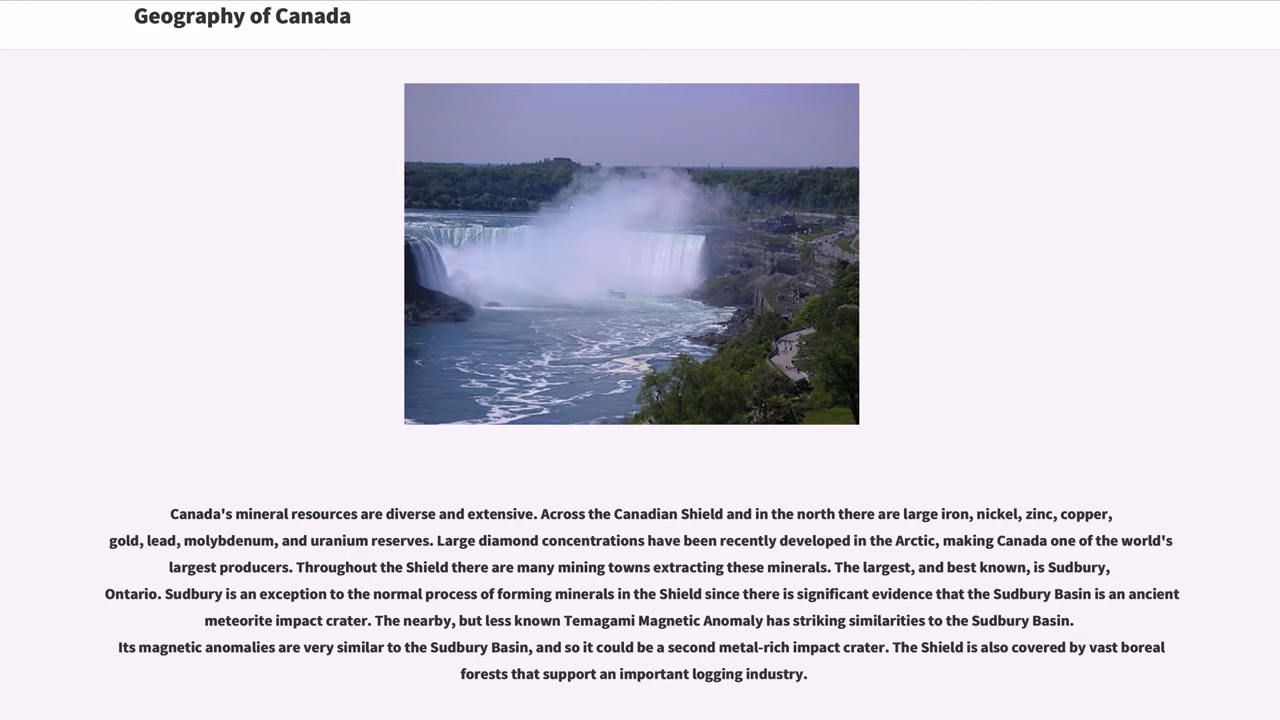 Geography of Canada
Canada's mineral resources are diverse and extensive. Across the Canadian Shield and in the north there are large iron, nickel, zinc, copper,
gold, lead, molybdenum, and uranium reserves. Large diamond concentrations have been recently developed in the Arctic, making Canada one of the world's
largest producers. Throughout the Shield there are many mining towns extracting these minerals. The largest, and best known, is Sudbury,
Ontario. Sudbury is an exception to the normal process of forming minerals in the Shield since there is significant evidence that the Sudbury Basin is an ancient
meteorite impact crater. The nearby, but less known Temagami Magnetic Anomaly has striking similarities to the Sudbury Basin.
Its magnetic anomalies are very similar to the Sudbury Basin, and so it could be a second metal-rich impact crater. The Shield is also covered by vast boreal
forests that support an important logging industry.